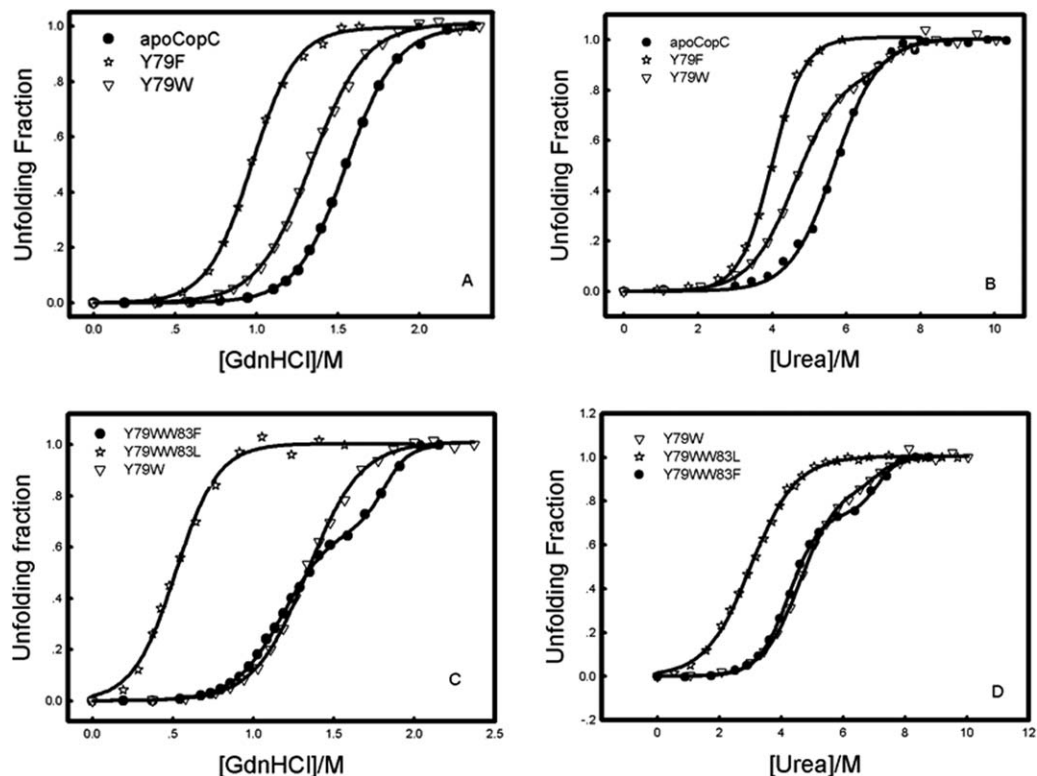 1.0
.8
.6
.4
.2
0.0
Unfolding Fraction
apoCopC
Y79F
Y79W
A
0.0 .5 1.0 1.5 2.0
[GdnHCl]/M
1.0
.8
.6
.4
.2
0.0
Unfolding Fraction
apoCopC
Y79F
Y79W
B
0 2 4 6 8 10
[Urea]/M
1.0
.8
.6
.4
.2
0.0
Unfolding fraction
Y79WW83F
Y79WW83L
Y79W
C
0.0 .5 1.0 1.5 2.0 2.5
[GdnHCl]/M
1.2
1.0
.8
.6
.4
.2
0.0
-.2
Unfolding Fraction
Y79W
Y79WW83L
Y79WW83F
D
0 2 4 6 8 10 12
[Urea]/M